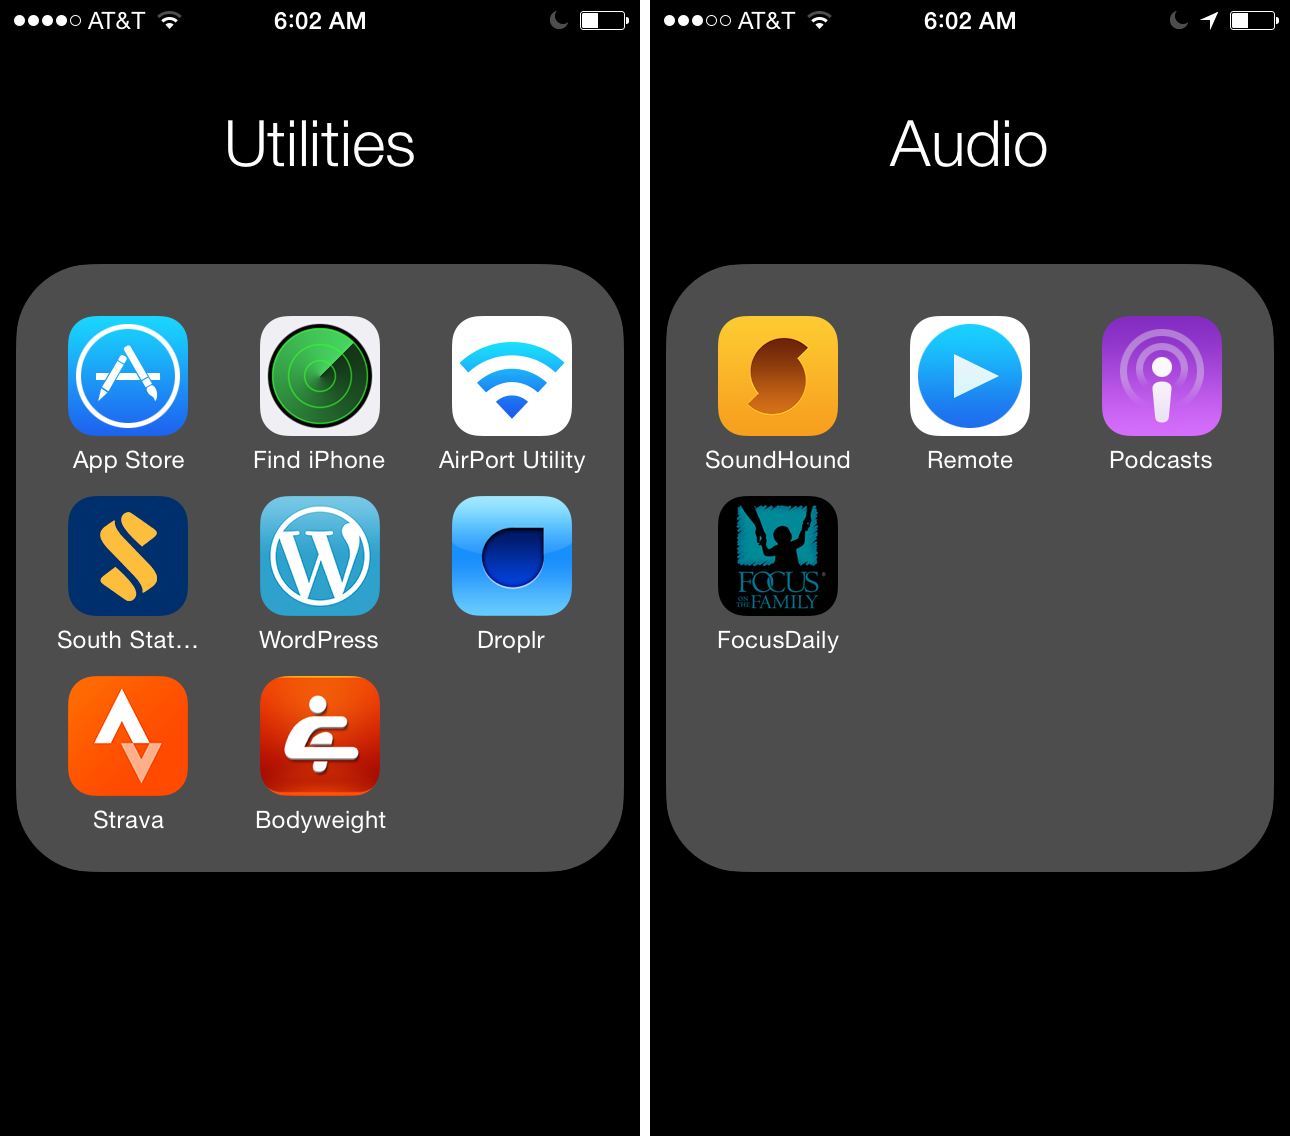 AT&T 6:02 AM
Utilities
App Store Find iPhone AirPort Utility
South Stat... WordPress Droplr
Strava Bodyweight
AT&T 6:02 AM
Audio
SoundHound Remote Podcasts
FOCUS
ON THE FAMILY
FocusDaily